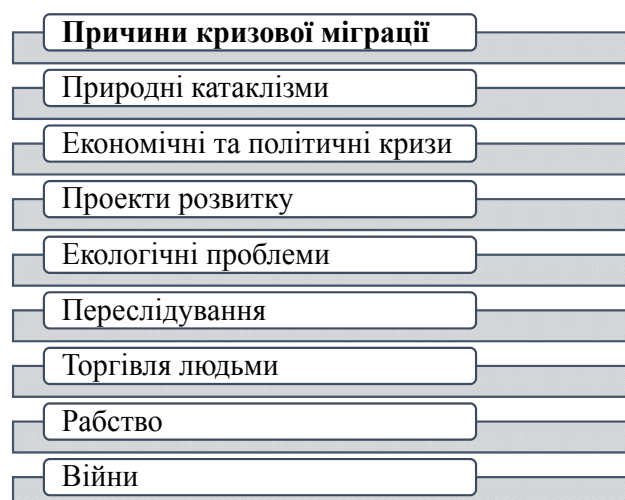 Причини кризової міграції
Природні катаклізми
Економічні та політичні кризи
Проекти розвитку
Екологічні проблеми
Переслідування
Торгівля людьми
Рабство
Війни